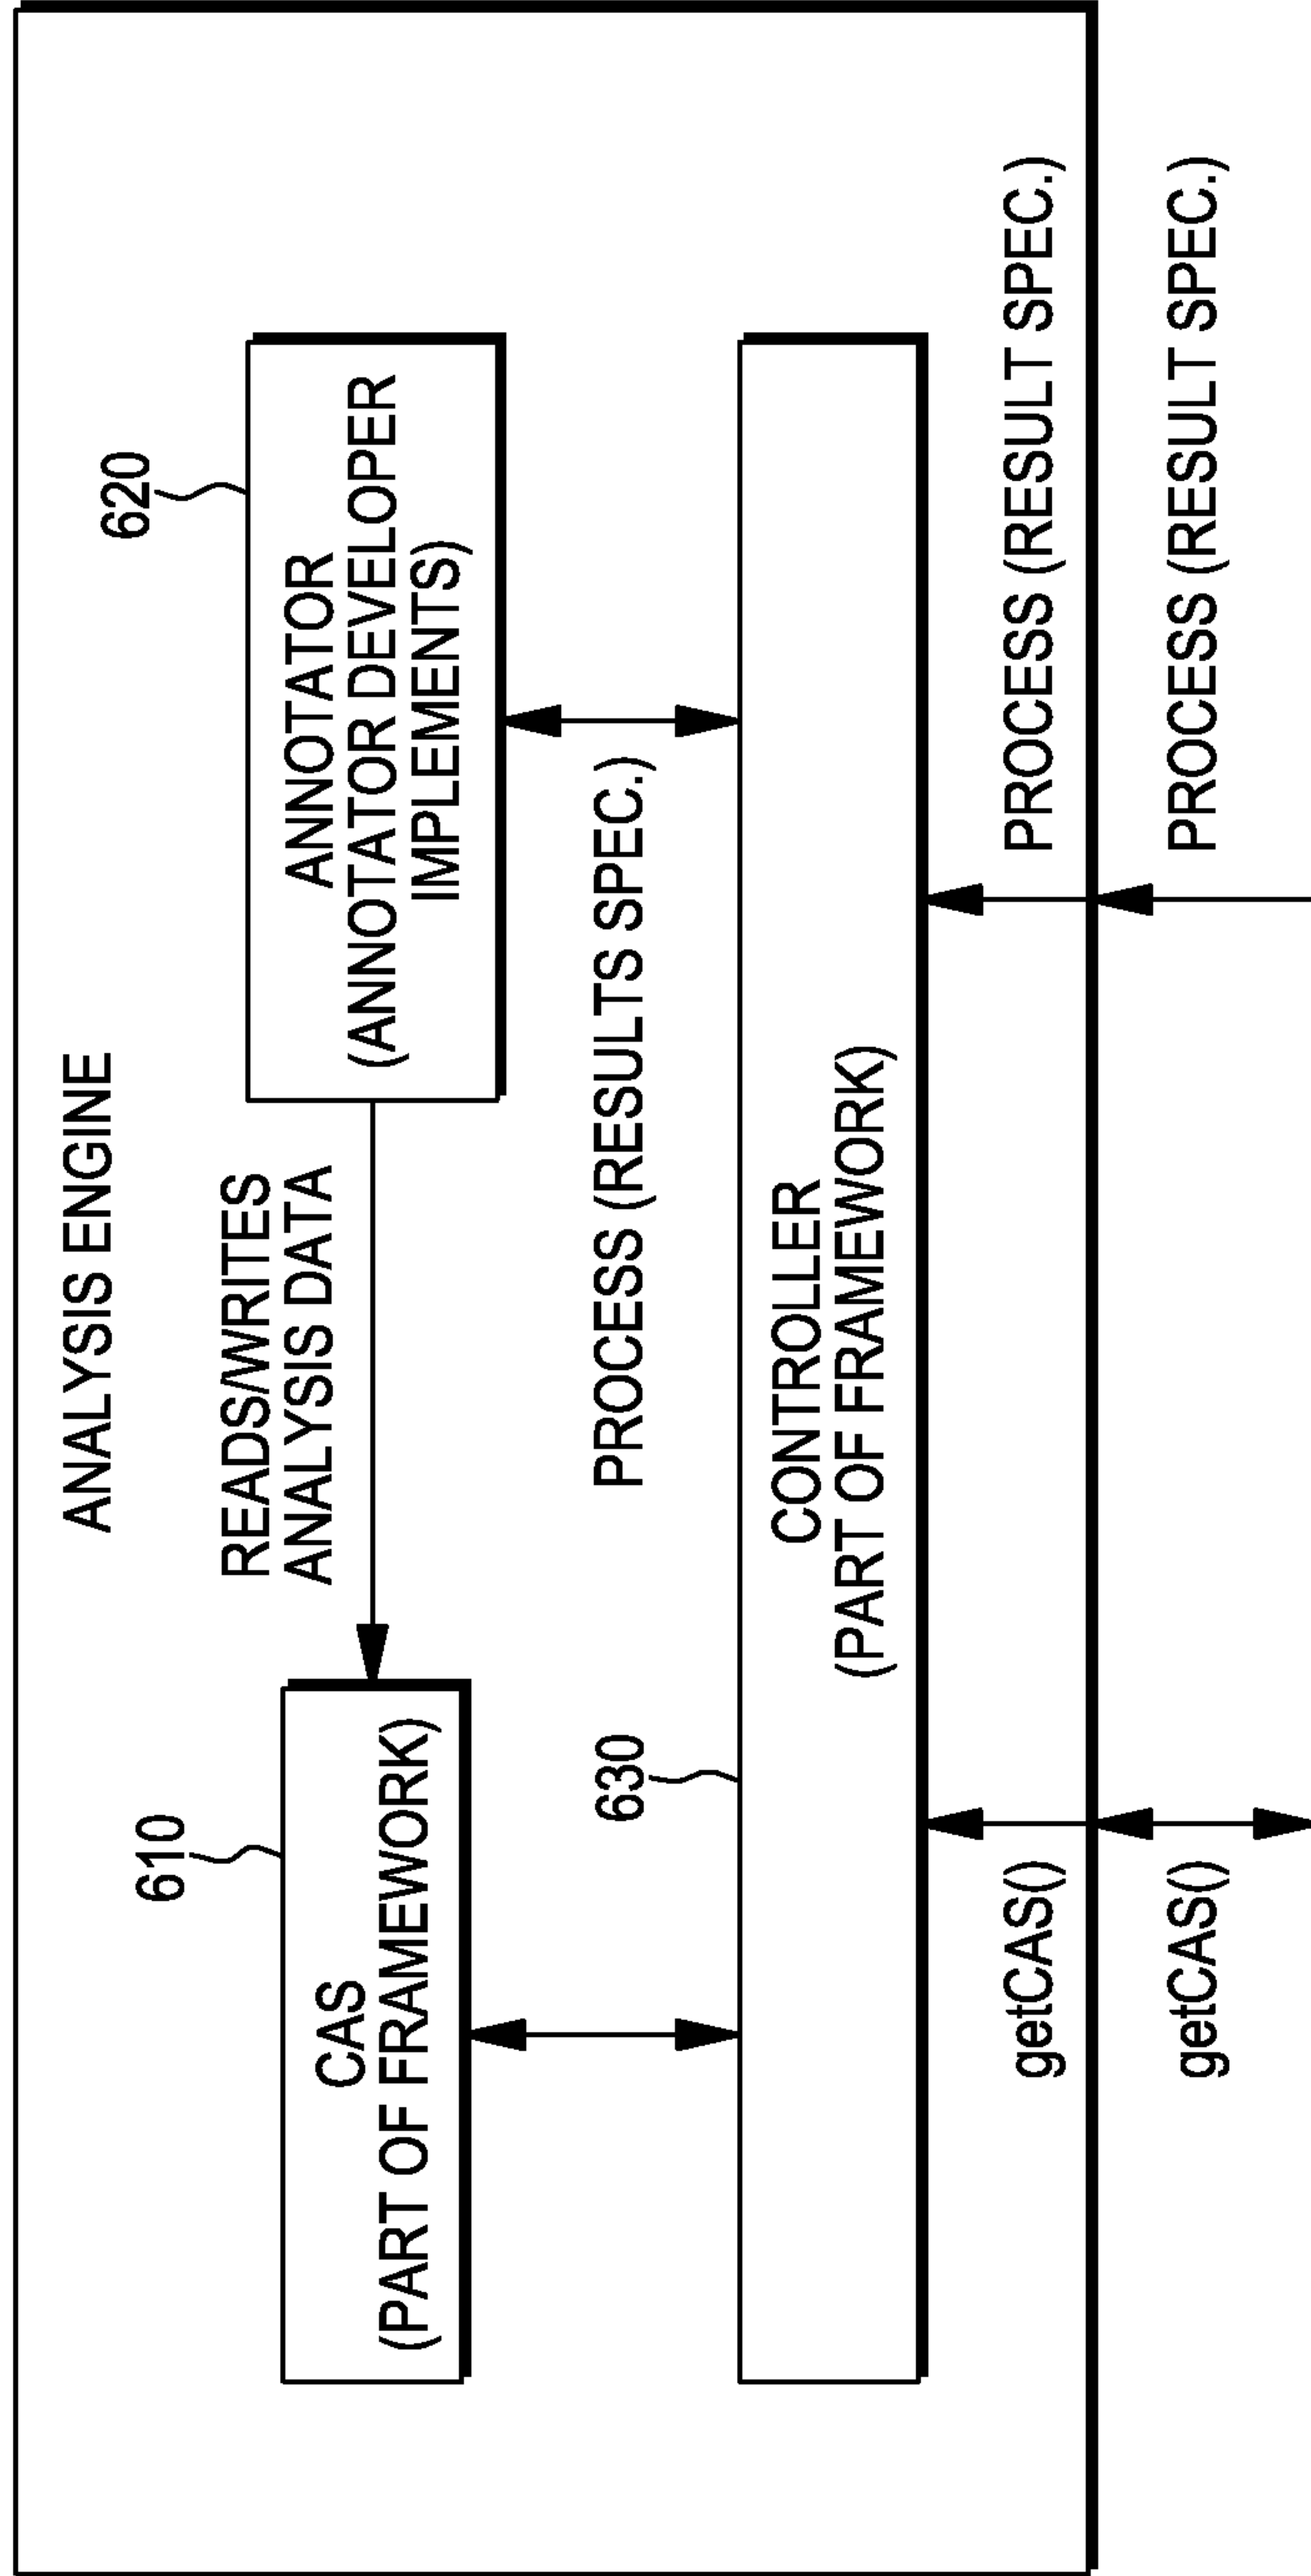 ANALYSIS ENGINE
610
CAS
(PART OF FRAMEWORK)
READS/WRITES
ANALYSIS DATA
620
ANNOTATOR
(ANNOTATOR DEVELOPER
IMPLEMENTS)
630
PROCESS (RESULTS SPEC.)
CONTROLLER
(PART OF FRAMEWORK)
getCAS()
PROCESS (RESULT SPEC.)
getCAS()
PROCESS (RESULT SPEC.)